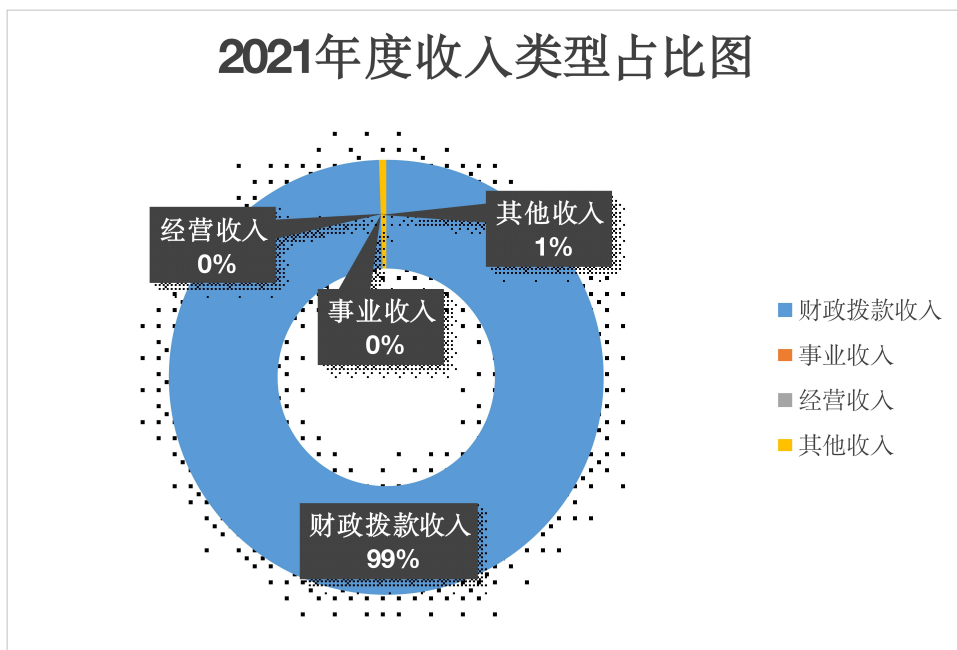 2021年度收入类型占比图
经营收入
0%
其他收入
1%
事业收入
0%
财政拨款收入
99%
财政拨款收入
事业收入
经营收入
其他收入